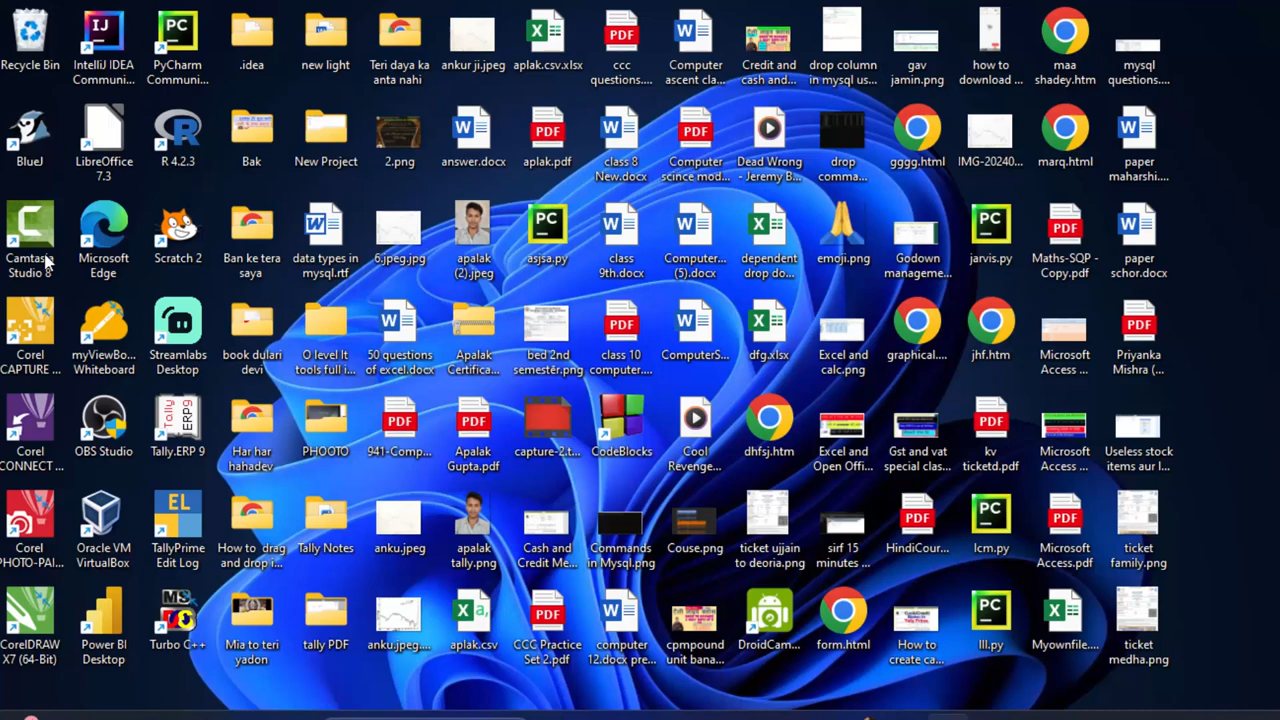 Recycle Bin
IntelliJ IDEA
Communi...
PyCharm
Communi...
.idea
new light
Teri daya ka
anta nahi
ankur ji.jpeg
aplak.csv.xlsx
ccc
questions....
Computer
ascent cla...
Credit and
cash and...
drop column
in mysql us...
gav
jamin.png
how to
download ...
maa
shadey.htm
mysql
questions....
BlueJ
LibreOffice
7.3
R 4.2.3
Bak
New Project
2.png
answer.docx
aplak.pdf
class 8
New.docx
Computer
scince mod...
Dead Wrong
- Jeremy B...
drop
comma...
gggg.html
IMG-20240...
marq.html
paper
maharshi....
Camtasia
Studio 8
Microsoft
Edge
Scratch 2
Ban ke tera
saya
data types in
mysql.rtf
6.jpeg.jpg
apalak
(2).jpeg
asjsa.py
class
9th.docx
Computer...
(5).docx
dependent
drop do...
emoji.png
Godown
manageme...
jarvis.py
Maths-SQP -
Copy.pdf
paper
schor.docx
Corel
CAPTURE ...
myViewBo...
Whiteboard
Streamlabs
Desktop
book dulari
devi
O level It
tools full i...
50 questions
of excel.docx
Apalak
Certifica...
bed 2nd
semester.png
class 10
computer....
ComputerS...
dfg.xlsx
Excel and
calc.png
graphical....
jhf.htm
Microsoft
Access ...
Priyanka
Mishra (...
Corel
CONNECT ...
OBS Studio
Tally.ERP 9
Har har
hahadev
PHOOTO
941-Comp...
Apalak
Gupta.pdf
capture-2.t...
CodeBlocks
Cool
Revenge...
dhfsj.htm
Excel and
Open Offi...
Gst and vat
special clas...
kv
ticketd.pdf
Microsoft
Access ...
Useless stock
items aur l...
Corel
PHOTO-PAI...
Oracle VM
VirtualBox
TallyPrime
Edit Log
How to drag
and drop i...
Tally Notes
anku.jpeg
apalak
tally.png
Cash and
Credit Me...
Commands
in Mysql.png
Couse.png
ticket ujjain
to deoria.png
sirf 15
minutes ...
HindiCour...
lcm.py
Microsoft
Access.pdf
ticket
family.png
CorelDRAW
X7 (64-Bit)
Power BI
Desktop
Turbo C++
Mia to teri
yadon
tally PDF
anku.jpeg....
aplak.csv
CCC Practice
Set 2.pdf
computer
12.docx pre...
cpmpound
unit bana...
DroidCam...
form.html
How to
create ca...
lll.py
Myownfile....
ticket
medha.png